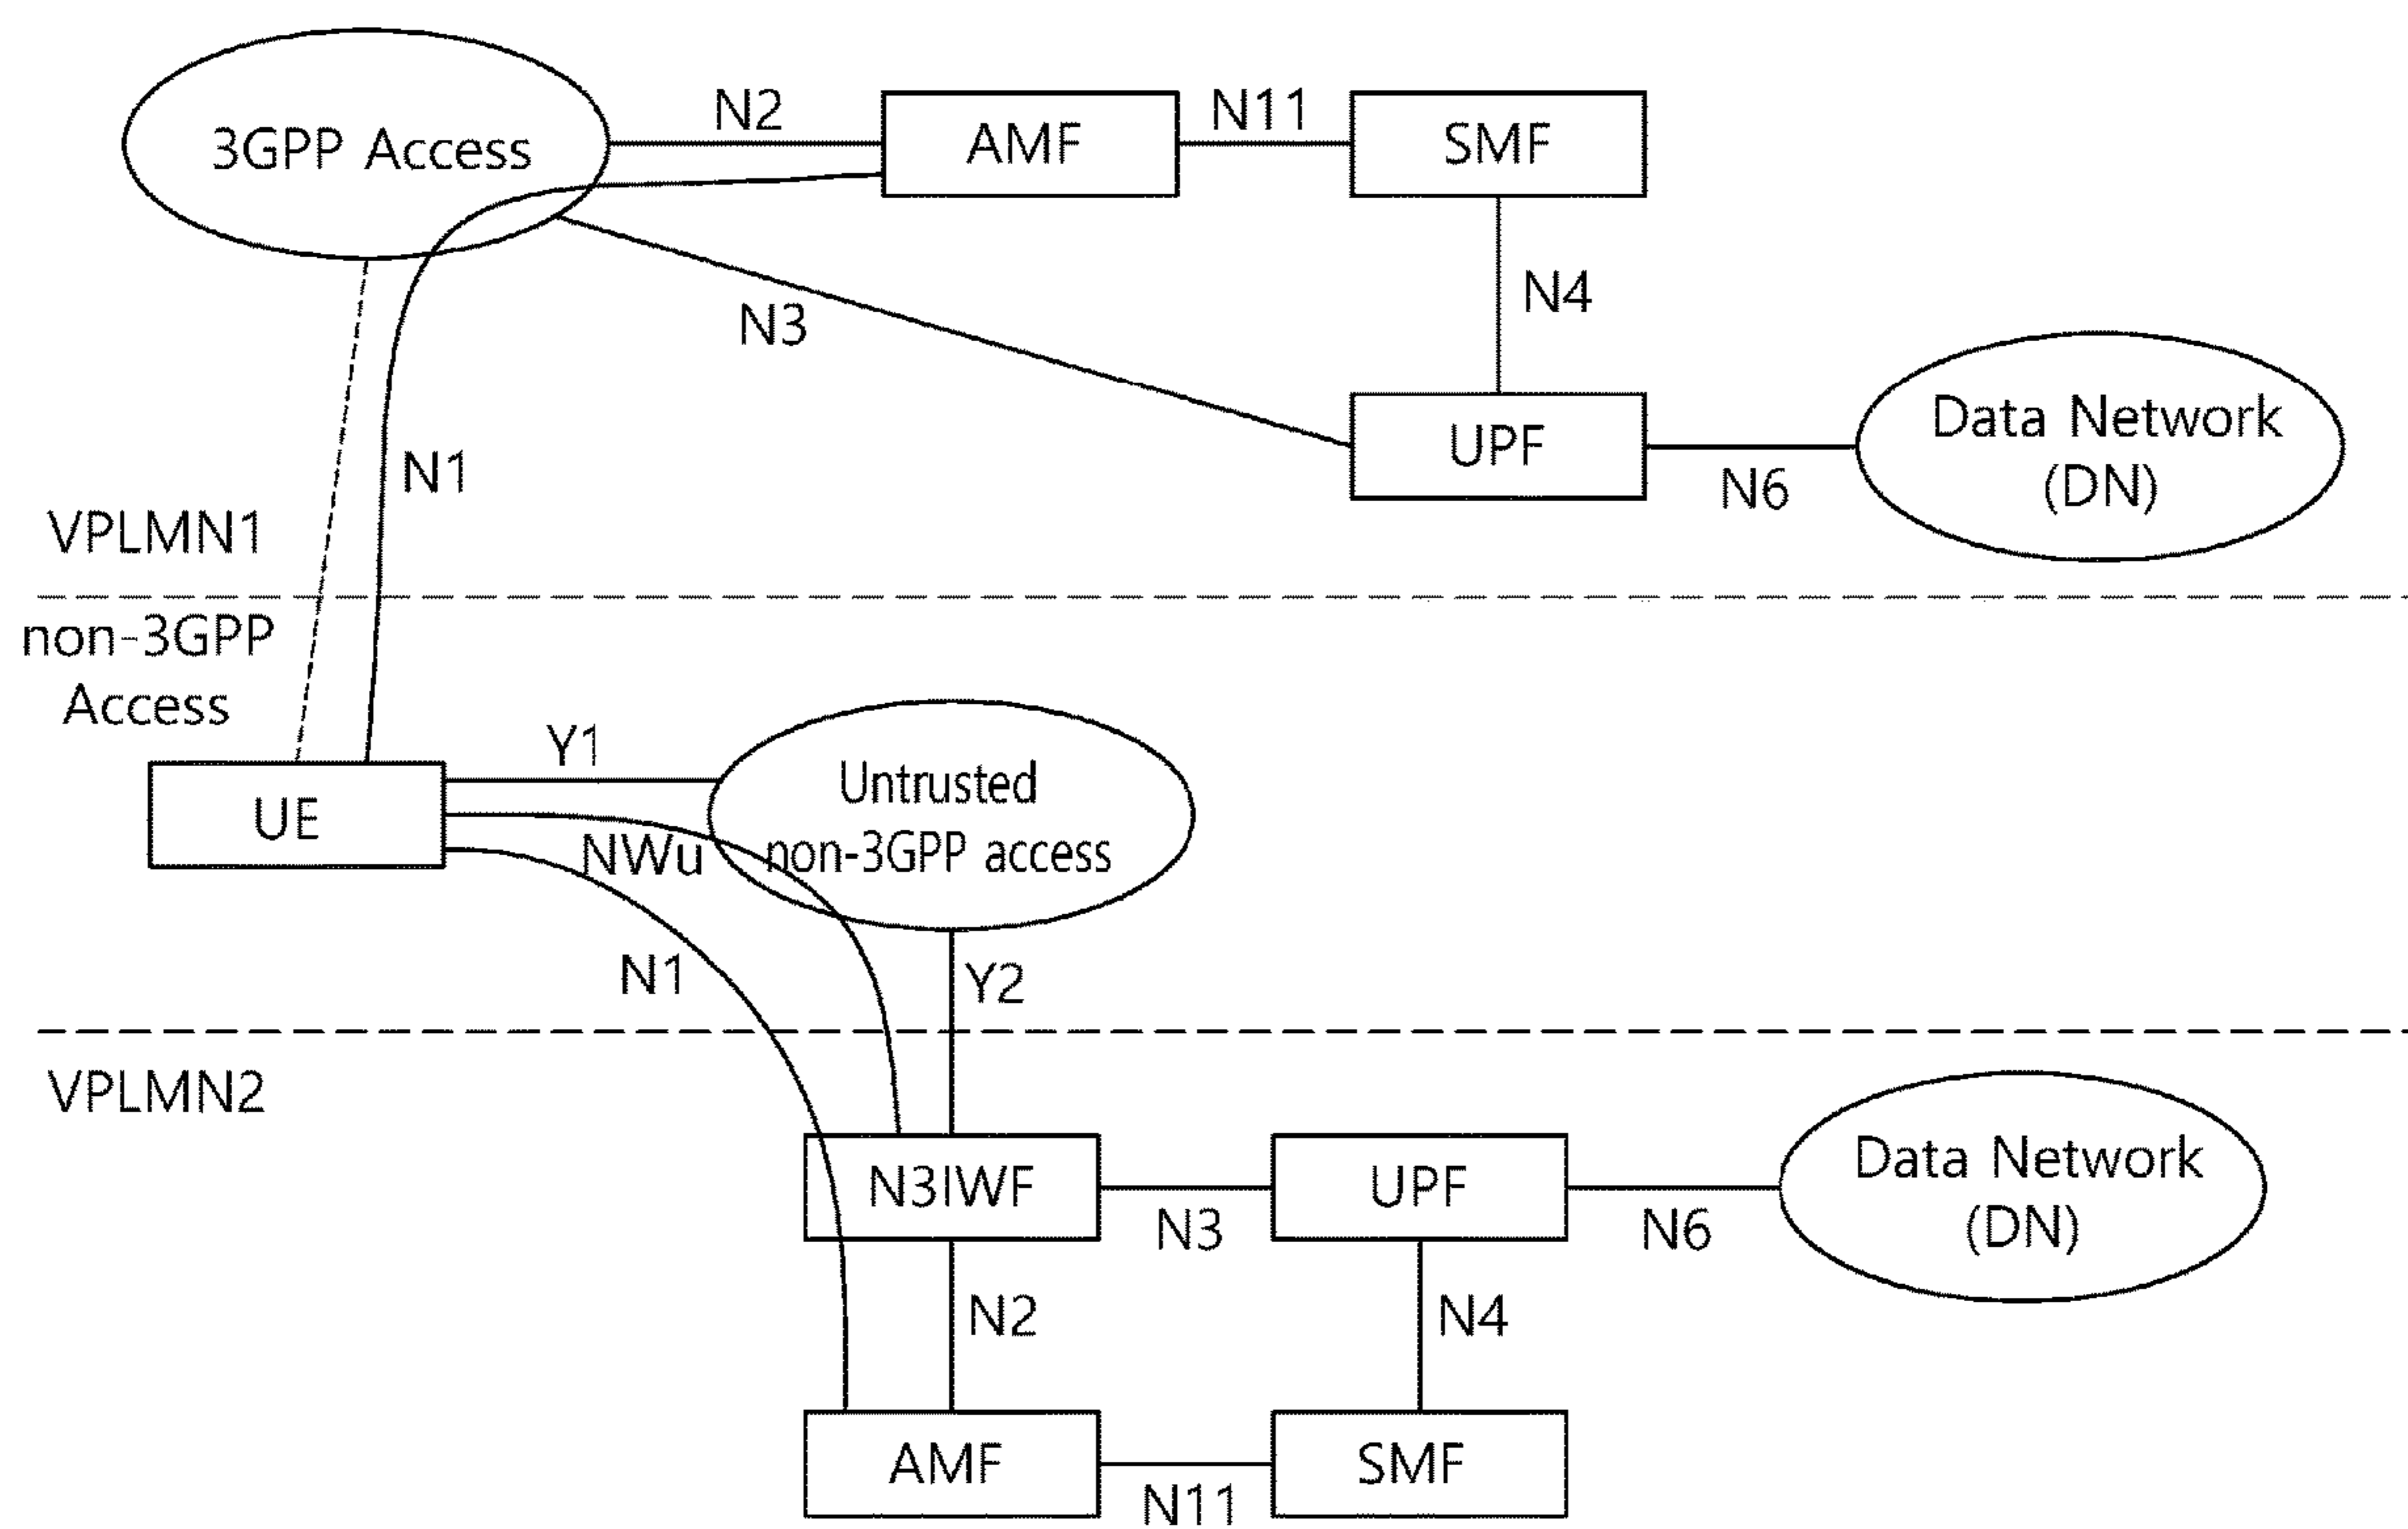 3GPP Access
N2
AMF
N11
SMF
N3
N4
N1
UPF
N6
Data Network
(DN)
VPLMN1
non-3GPP
Access
UE
Y1
NWu
Untrusted
non-3GPP access
N1
Y2
VPLMN2
N3IWF
N3
UPF
N6
Data Network
(DN)
N2
N4
AMF
N11
SMF